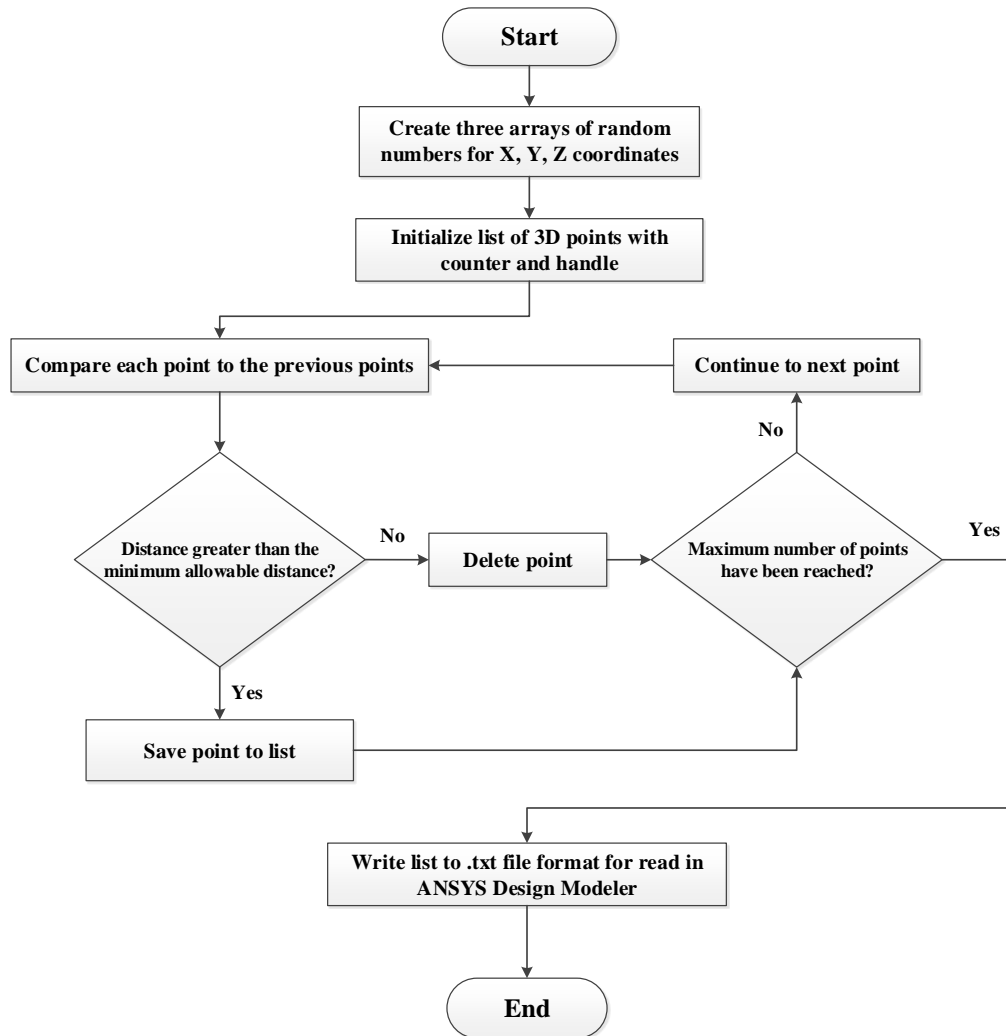 Start
Create three arrays of random
numbers for X, Y, Z coordinates
Initialize list of 3D points with
counter and handle
Compare each point to the previous points
Continue to next point
No
Distance greater than the
minimum allowable distance?
No
Delete point
Maximum number of points
have been reached?
Yes
Yes
Save point to list
Write list to .txt file format for read in
ANSYS Design Modeler
End